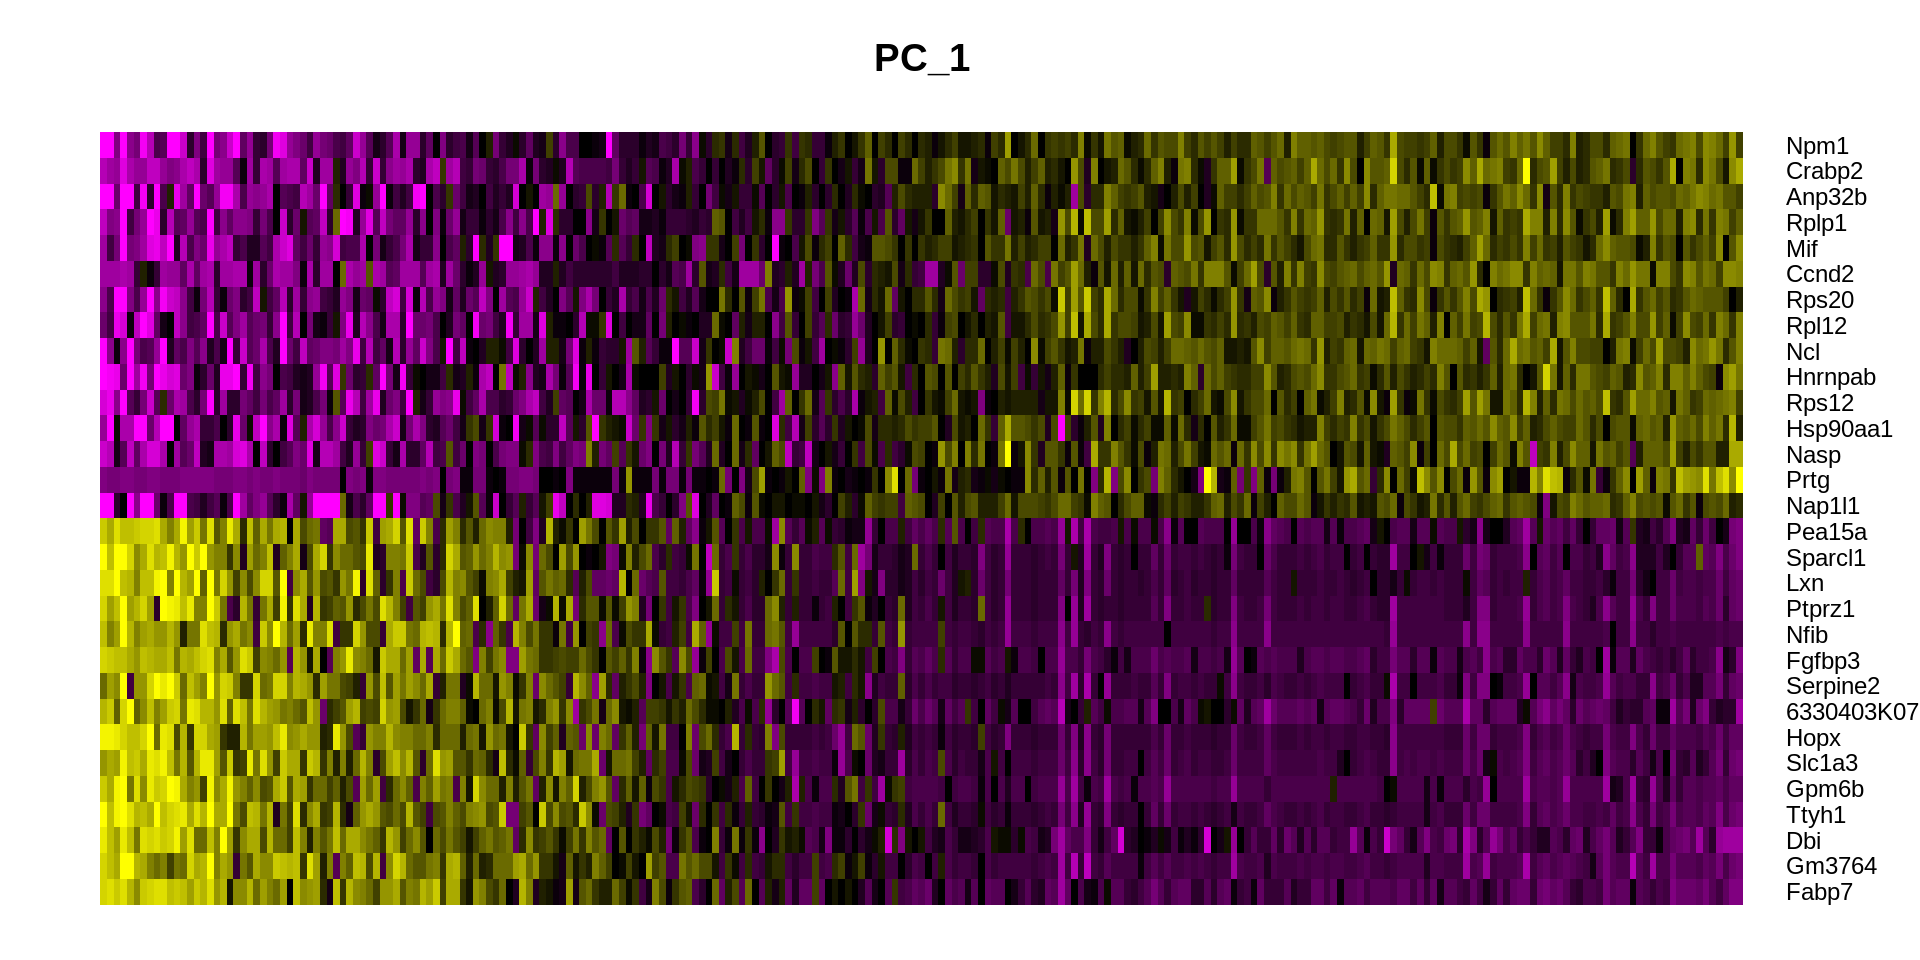 PC_1
Npm1
Crabp2
Anp32b
Rplp1
Mif
Ccnd2
Rps20
Rpl12
Ncl
Hnrnpab
Rps12
Hsp90aa1
Nasp
Prtg
Nap1l1
Pea15a
Sparcl1
Lxn
Ptprz1
Nfib
Fgfbp3
Serpine2
6330403K07
Hopx
Slc1a3
Gpm6b
Ttyh1
Dbi
Gm3764
Fabp7